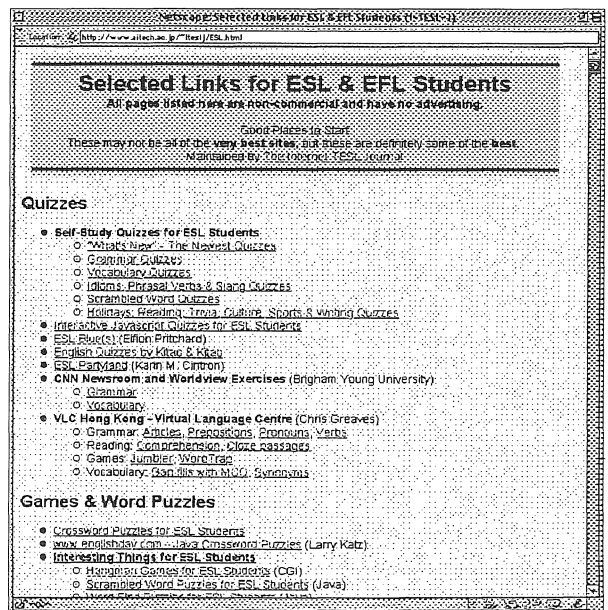 Netscape: Selected Links for ESL & EFL Students (I-TESL-J)
Location: http://www.aitech.ac.jp/~iteslj/ESL.html
Selected Links for ESL & EFL Students
All pages listed here are non-commercial and have no advertising.
Good Places to Start
These may not be all of the very best sites, but these are definitely some of the best.
Maintained by The Internet TESL Journal
Quizzes
Self-Study Quizzes for ESL Students
"What's New" - The Newest Quizzes
Grammar Quizzes
Vocabulary Quizzes
Idioms, Phrasal Verbs & Slang Quizzes
Scrambled Word Quizzes
Holidays, Reading, Trivia, Culture, Sports & Writing Quizzes
Interactive Javascript Quizzes for ESL Students
ESL Blue(s) (Elfion Pritchard)
English Quizzes by Kitao & Kitao
ESL Partyland (Karin M. Cintron)
CNN Newsroom and Worldview Exercises (Brigham Young University)
Grammar
Vocabulary
VLC Hong Kong - Virtual Language Centre (Chris Greaves)
Grammar: Articles, Prepositions, Pronouns, Verbs
Reading: Comprehension, Cloze passages
Games: Jumbler, WordTrap
Vocabulary: Gap fills with MCQ, Synonyms
Games & Word Puzzles
Crossword Puzzles for ESL Students
www.englishday.com - Java Crossword Puzzles (Larry Katz)
Interesting Things for ESL Students
Hangman Games for ESL Students (CGI)
Scrambled Word Puzzles for ESL Students (Java)